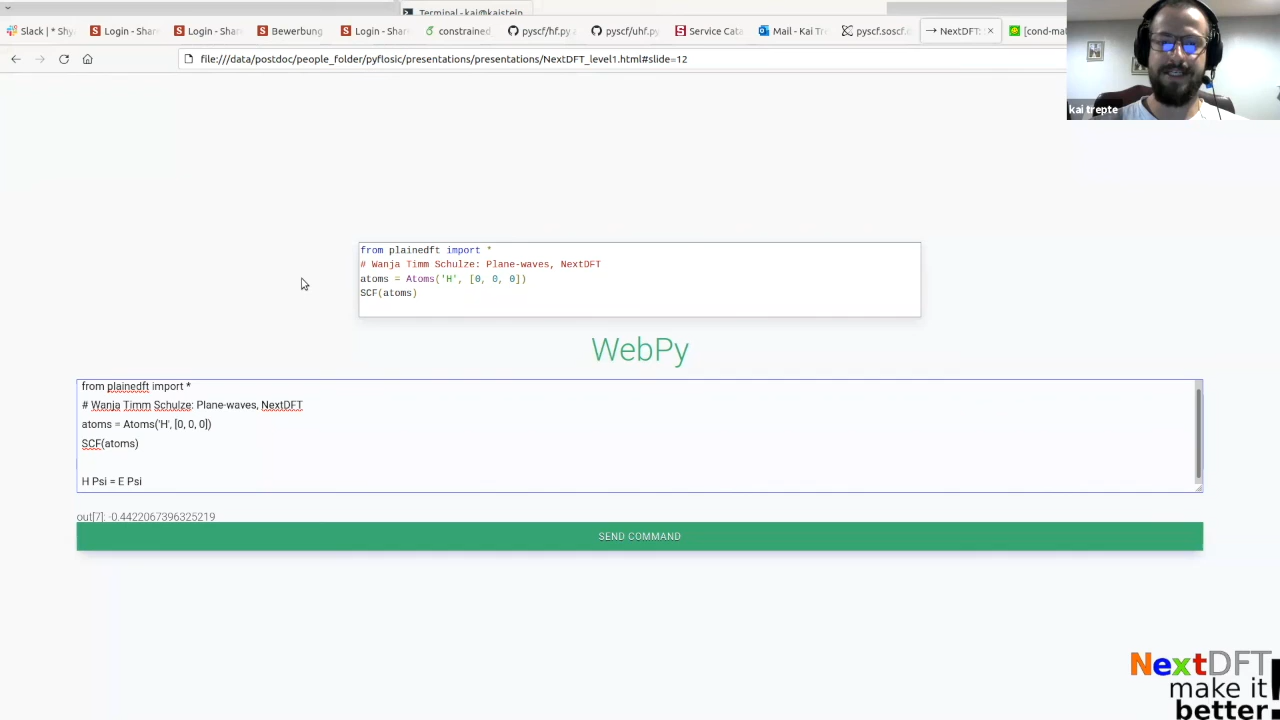 Terminal - kai@kaistein
Slack | * Shy
Login - Shar
Login - Shar
Bewerbung
Login - Shar
constrained
pyscf/hf.py
pyscf/uhf.py
Service Cata
Mail - Kai Tr
pyscf.soscf.
NextDFT:
[cond-mat
file:///data/postdoc/people_folder/pyflosic/presentations/presentations/NextDFT_level1.html#slide=12
kai trepte
from plainedft import *
# Wanja Timm Schulze: Plane-waves, NextDFT
atoms = Atoms('H', [0, 0, 0])
SCF(atoms)
WebPy
from plainedft import *
# Wanja Timm Schulze: Plane-waves, NextDFT
atoms = Atoms('H', [0, 0, 0])
SCF(atoms)
H Psi = E Psi
out[7]: -0.4422067396325219
SEND COMMAND
NextDFT
make it
better!